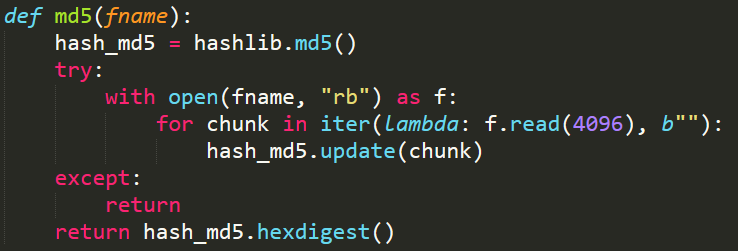 def md5(fname):
    hash_md5 = hashlib.md5()
    try:
        with open(fname, "rb") as f:
            for chunk in iter(lambda: f.read(4096), b""):
                hash_md5.update(chunk)
    except:
        return
    return hash_md5.hexdigest()